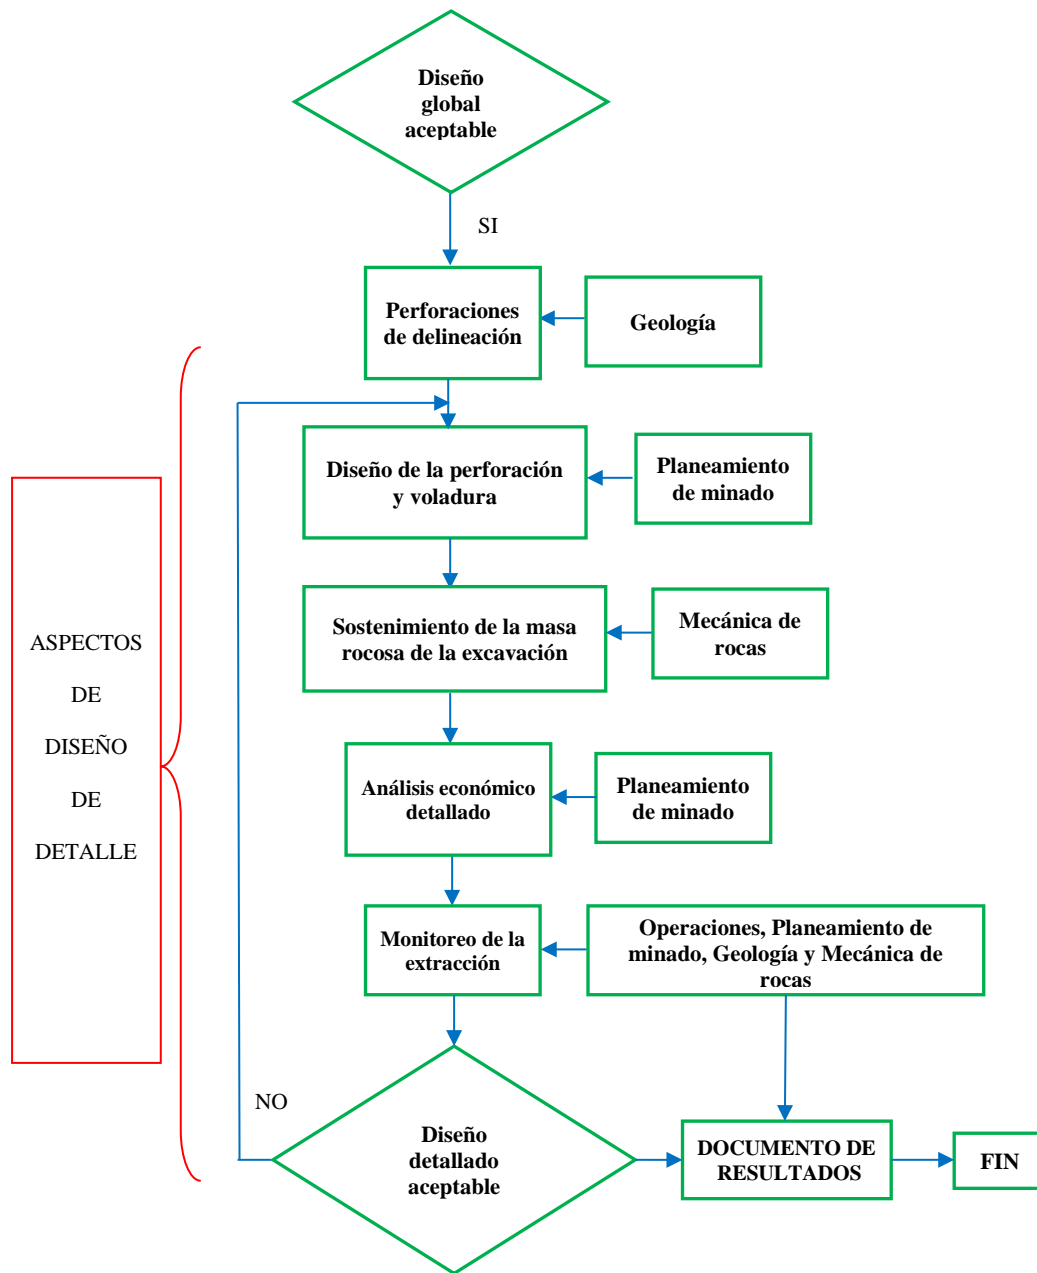 Diseño
global
aceptable
SI
Perforaciones
de delineación
Geología
Diseño de la perforación
y voladura
Planeamiento
de minado
Sostenimiento de la masa
rocosa de la excavación
Mecánica de
rocas
ASPECTOS
DE
DISEÑO
DE
DETALLE
Análisis económico
detallado
Planeamiento
de minado
Monitoreo de la
extracción
Operaciones, Planeamiento de
minado, Geología y Mecánica de
rocas
NO
Diseño
detallado
aceptable
DOCUMENTO DE
RESULTADOS
FIN